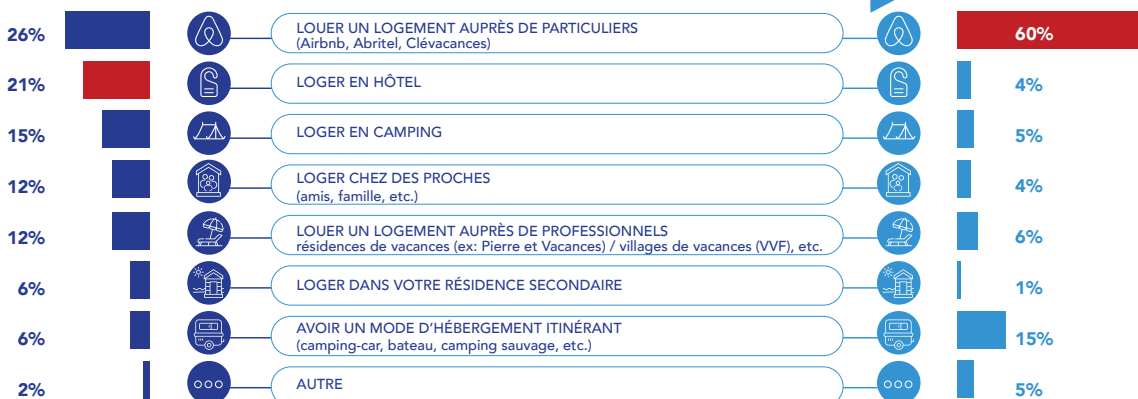 26%
LOUER UN LOGEMENT AUPRÈS DE PARTICULIERS
(Airbnb, Abritel, Clévacances)
60%
21%
LOGER EN HÔTEL
4%
15%
LOGER EN CAMPING
5%
12%
LOGER CHEZ DES PROCHES
(amis, famille, etc.)
4%
12%
LOUER UN LOGEMENT AUPRÈS DE PROFESSIONNELS
résidences de vacances (ex: Pierre et Vacances) / villages de vacances (VVF), etc.
6%
6%
LOGER DANS VOTRE RÉSIDENCE SECONDAIRE
1%
6%
AVOIR UN MODE D'HÉBERGEMENT ITINÉRANT
(camping-car, bateau, camping sauvage, etc.)
15%
2%
AUTRE
5%